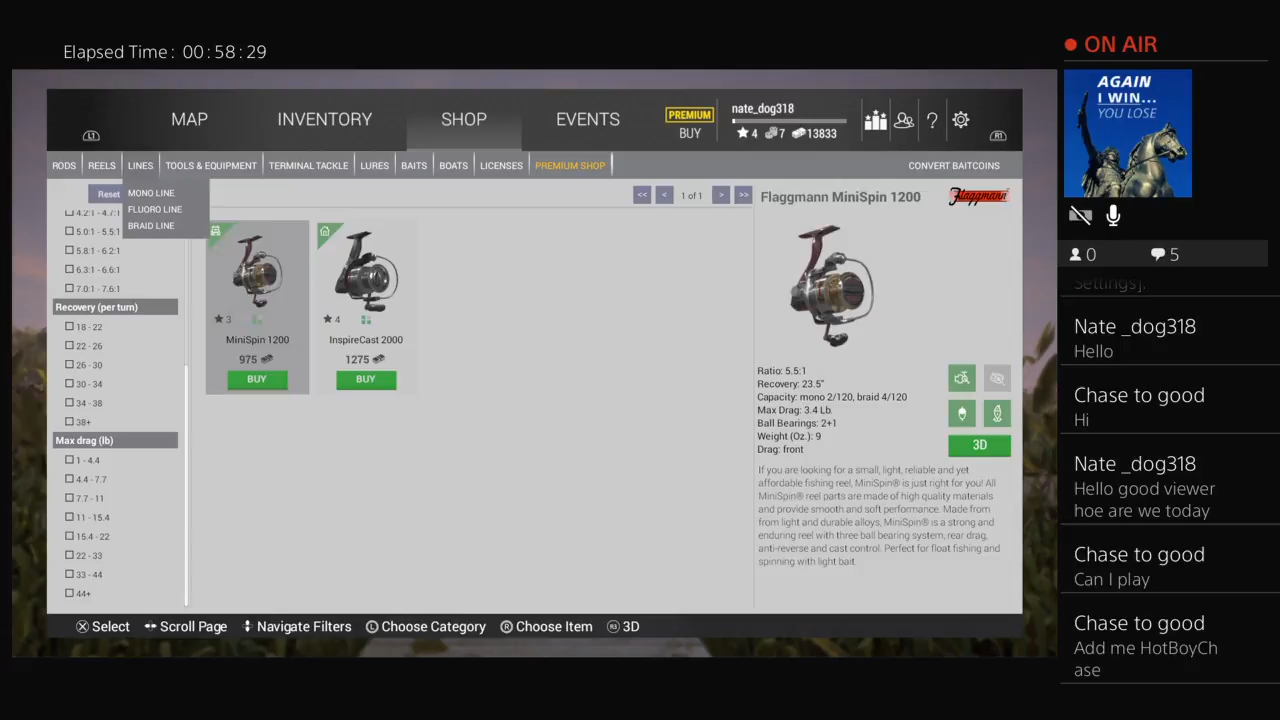 Elapsed Time: 00:58:29
ON AIR
AGAIN
I WIN...
YOU LOSE
0
5
Settings].
Nate _dog318
Hello
Chase to good
Hi
Nate _dog318
Hello good viewer
hoe are we today
Chase to good
Can I play
Chase to good
Add me HotBoyCh
ase
L1
MAP
INVENTORY
SHOP
EVENTS
PREMIUM
BUY
nate_dog318
4
7
13833
?
R1
RODS
REELS
LINES
TOOLS & EQUIPMENT
TERMINAL TACKLE
LURES
BAITS
BOATS
LICENSES
PREMIUM SHOP
CONVERT BAITCOINS
Reset
MONO LINE
FLUORO LINE
BRAID LINE
<<
<
1 of 1
>
>>
4.2:1 - 4.7:1
5.0:1 - 5.5:1
5.8:1 - 6.2:1
6.3:1 - 6.6:1
7.0:1 - 7.6:1
Recovery (per turn)
18 - 22
22 - 26
26 - 30
30 - 34
34 - 38
38+
Max drag (lb)
1 - 4.4
4.4 - 7.7
7.7 - 11
11 - 15.4
15.4 - 22
22 - 33
33 - 44
44+
3
MiniSpin 1200
975
BUY
4
InspireCast 2000
1275
BUY
Flaggmann MiniSpin 1200
Flaggmann
Ratio: 5.5:1
Recovery: 23.5"
Capacity: mono 2/120, braid 4/120
Max Drag: 3.4 Lb.
Ball Bearings: 2+1
Weight (Oz.): 9
Drag: front
3D
If you are looking for a small, light, reliable and yet
affordable fishing reel, MiniSpin® is just right for you! All
MiniSpin® reel parts are made of high quality materials
and provide smooth and soft performance. Made from
from light and durable alloys, MiniSpin® is a strong and
enduring reel with three ball bearing system, rear drag,
anti-reverse and cast control. Perfect for float fishing and
spinning with light bait.
Select
Scroll Page
Navigate Filters
L Choose Category
R Choose Item
R3 3D